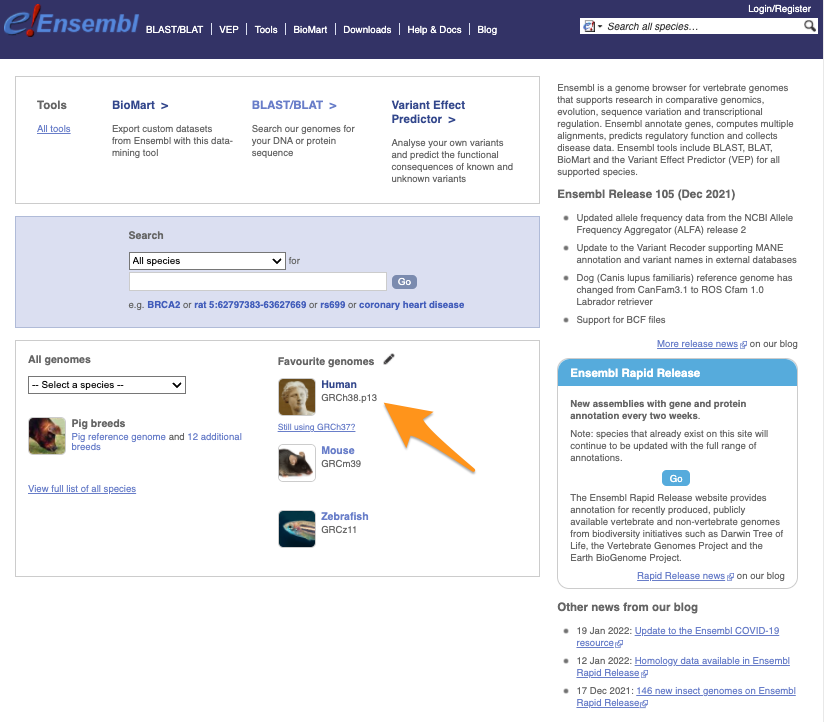 Login/Register
e!Ensembl
BLAST/BLAT | VEP | Tools | BioMart | Downloads | Help & Docs | Blog
Search all species...
Tools
All tools
BioMart >
Export custom datasets
from Ensembl with this data-
mining tool
BLAST/BLAT >
Search our genomes for
your DNA or protein
sequence
Variant Effect
Predictor >
Analyse your own variants
and predict the functional
consequences of known and
unknown variants
Search
All species for
Go
e.g. BRCA2 or rat 5:62797383-63627669 or rs699 or coronary heart disease
All genomes
-- Select a species --
Pig breeds
Pig reference genome and 12 additional
breeds
View full list of all species
Favourite genomes
Human
GRCh38.p13
Still using GRCh37?
Mouse
GRCm39
Zebrafish
GRCz11
Ensembl is a genome browser for vertebrate genomes
that supports research in comparative genomics,
evolution, sequence variation and transcriptional
regulation. Ensembl annotate genes, computes multiple
alignments, predicts regulatory function and collects
disease data. Ensembl tools include BLAST, BLAT,
BioMart and the Variant Effect Predictor (VEP) for all
supported species.
Ensembl Release 105 (Dec 2021)
Updated allele frequency data from the NCBI Allele
Frequency Aggregator (ALFA) release 2
Update to the Variant Recoder supporting MANE
annotation and variant names in external databases
Dog (Canis lupus familiaris) reference genome has
changed from CanFam3.1 to ROS Cfam 1.0
Labrador retriever
Support for BCF files
More release news on our blog
Ensembl Rapid Release
New assemblies with gene and protein
annotation every two weeks.
Note: species that already exist on this site will
continue to be updated with the full range of
annotations.
Go
The Ensembl Rapid Release website provides
annotation for recently produced, publicly
available vertebrate and non-vertebrate genomes
from biodiversity initiatives such as Darwin Tree of
Life, the Vertebrate Genomes Project and the
Earth BioGenome Project.
Rapid Release news on our blog
Other news from our blog
19 Jan 2022: Update to the Ensembl COVID-19
resource
12 Jan 2022: Homology data available in Ensembl
Rapid Release
17 Dec 2021: 146 new insect genomes on Ensembl
Rapid Release